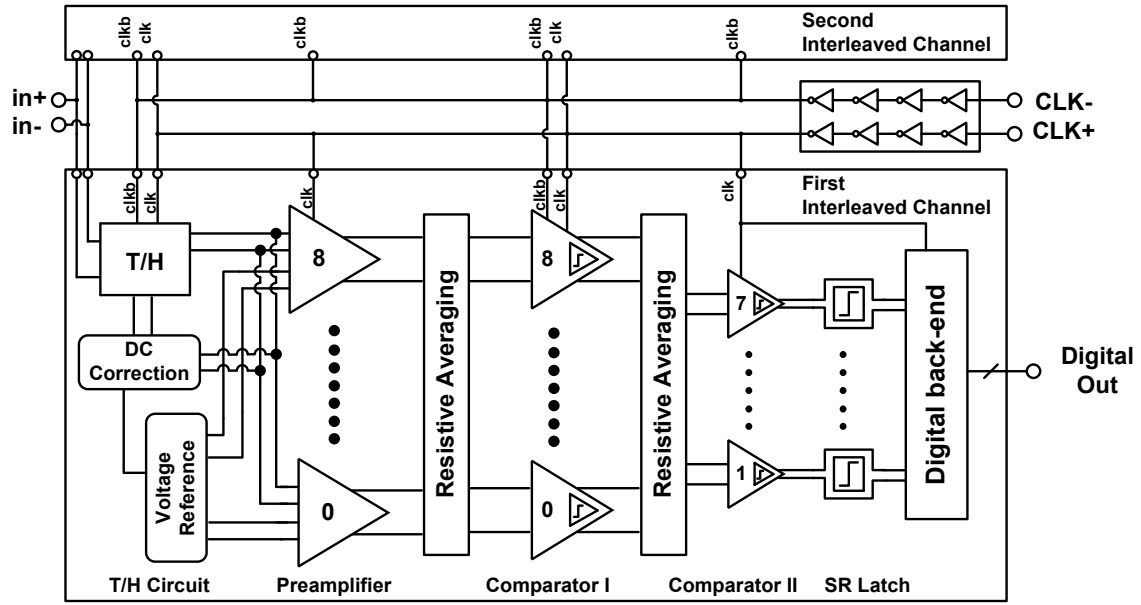 clkb
clk
clkb
clkb
clk
clkb
Second
Interleaved Channel
in+
in-
CLK-
CLK+
clkb
clk
clk
clkb
clk
clk
First
Interleaved Channel
T/H
8
Resistive Averaging
8
Resistive Averaging
7
Digital back-end
DC
Correction
Digital
Out
Voltage
Reference
0
0
1
T/H Circuit
Preamplifier
Comparator I
Comparator II
SR Latch